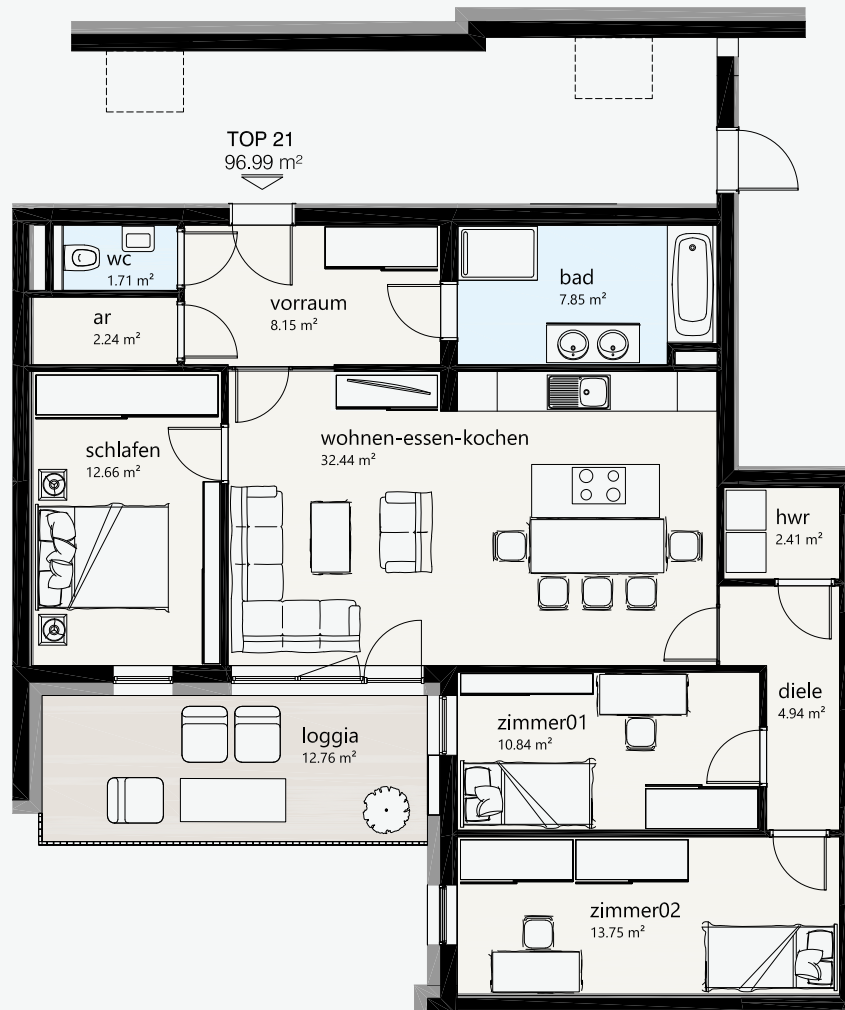 TOP 21
96.99 m²
wc
1.71 m²
bad
7.85 m²
vorraum
8.15 m²
ar
2.24 m²
wohnen-essen-kochen
32.44 m²
schlafen
12.66 m²
hwr
2.41 m²
diele
4.94 m²
zimmer01
10.84 m²
loggia
12.76 m²
zimmer02
13.75 m²